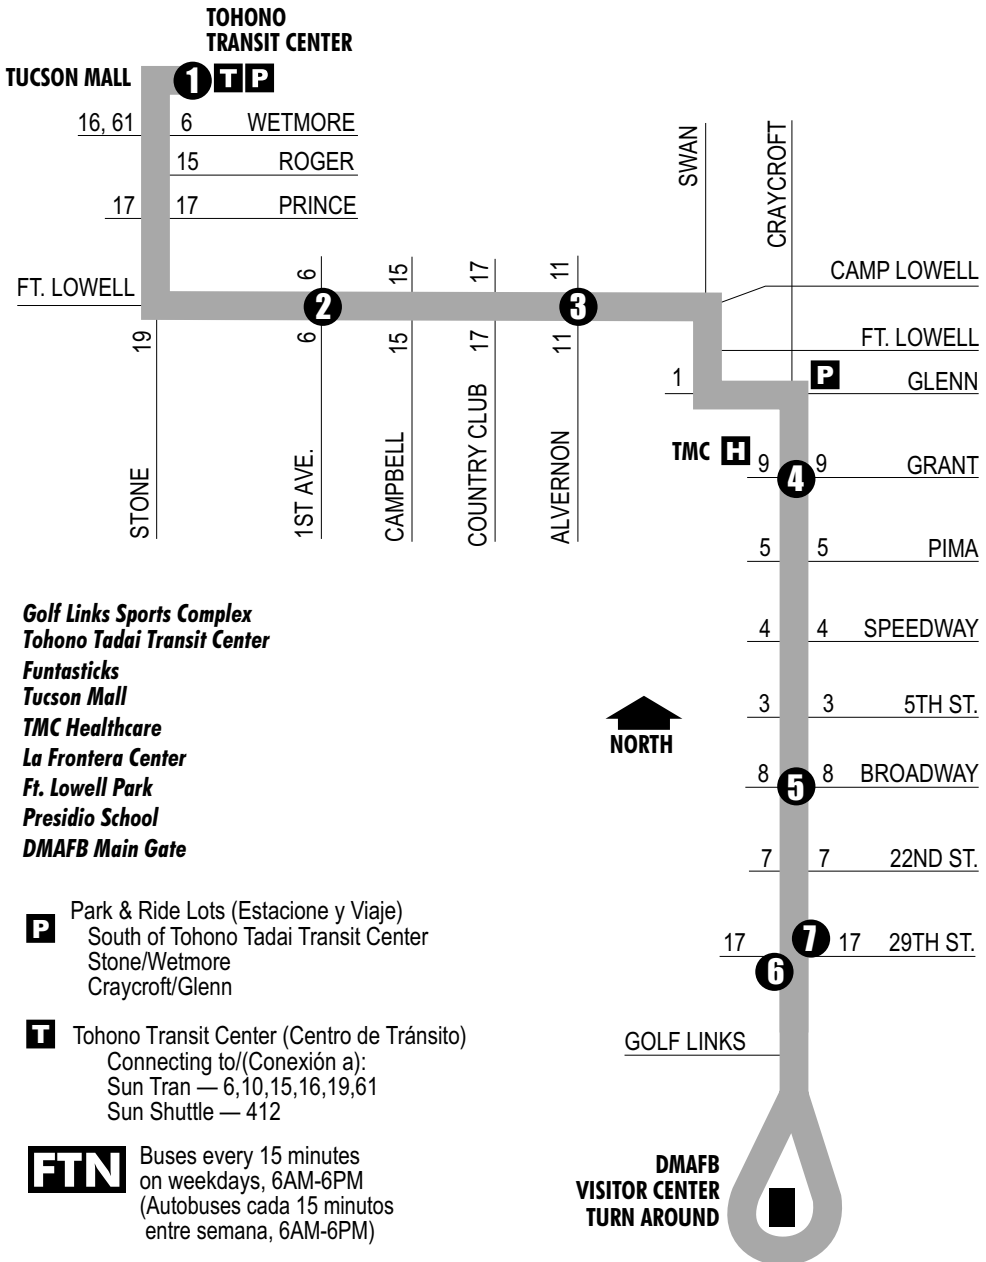 TOHONO
TRANSIT CENTER
TUCSON MALL
1 T P
16, 61 6 WETMORE
15 ROGER
17 17 PRINCE
SWAN
CRAYCROFT
FT. LOWELL
6 15 17 11
2 3
19 6 15 17 11
CAMP LOWELL
FT. LOWELL
1 P GLENN
STONE
1ST AVE.
CAMPBELL
COUNTRY CLUB
ALVERNON
TMC H 9 4 9 GRANT
5 5 PIMA
4 4 SPEEDWAY
3 3 5TH ST.
NORTH
8 5 8 BROADWAY
7 7 22ND ST.
17 7 17 29TH ST.
6
GOLF LINKS
DMAFB
VISITOR CENTER
TURN AROUND
Golf Links Sports Complex
Tohono Tadai Transit Center
Funtasticks
Tucson Mall
TMC Healthcare
La Frontera Center
Ft. Lowell Park
Presidio School
DMAFB Main Gate
P Park & Ride Lots (Estacione y Viaje)
South of Tohono Tadai Transit Center
Stone/Wetmore
Craycroft/Glenn
T Tohono Transit Center (Centro de Tránsito)
Connecting to/(Conexión a):
Sun Tran — 6,10,15,16,19,61
Sun Shuttle — 412
FTN Buses every 15 minutes
on weekdays, 6AM-6PM
(Autobuses cada 15 minutos
entre semana, 6AM-6PM)